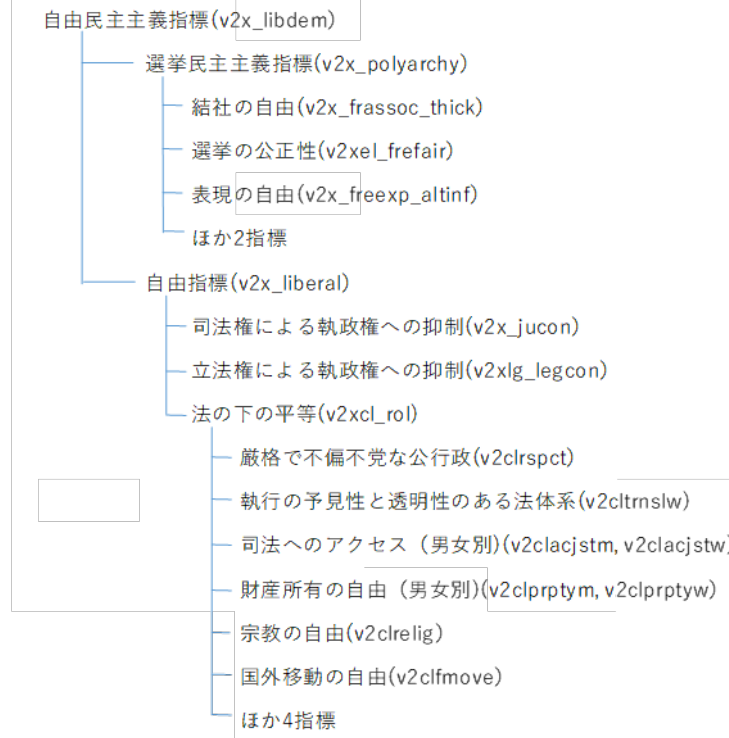 自由民主主義指標(v2x_libdem)
選挙民主主義指標(v2x_polyarchy)
結社の自由(v2x_frassoc_thick)
選挙の公正性(v2xel_frefair)
表現の自由(v2x_freexp_altinf)
ほか2指標
自由指標(v2x_liberal)
司法権による執政権への抑制(v2x_jucon)
立法権による執政権への抑制(v2xlg_legcon)
法の下の平等(v2xcl_rol)
厳格で不偏不党な公行政(v2clrspct)
執行の予見性と透明性のある法体系(v2cltrnslw)
司法へのアクセス（男女別)(v2clacjstm, v2clacjstw)
財産所有の自由（男女別)(v2clprptym, v2clprptyw)
宗教の自由(v2clrelig)
国外移動の自由(v2clfmove)
ほか4指標